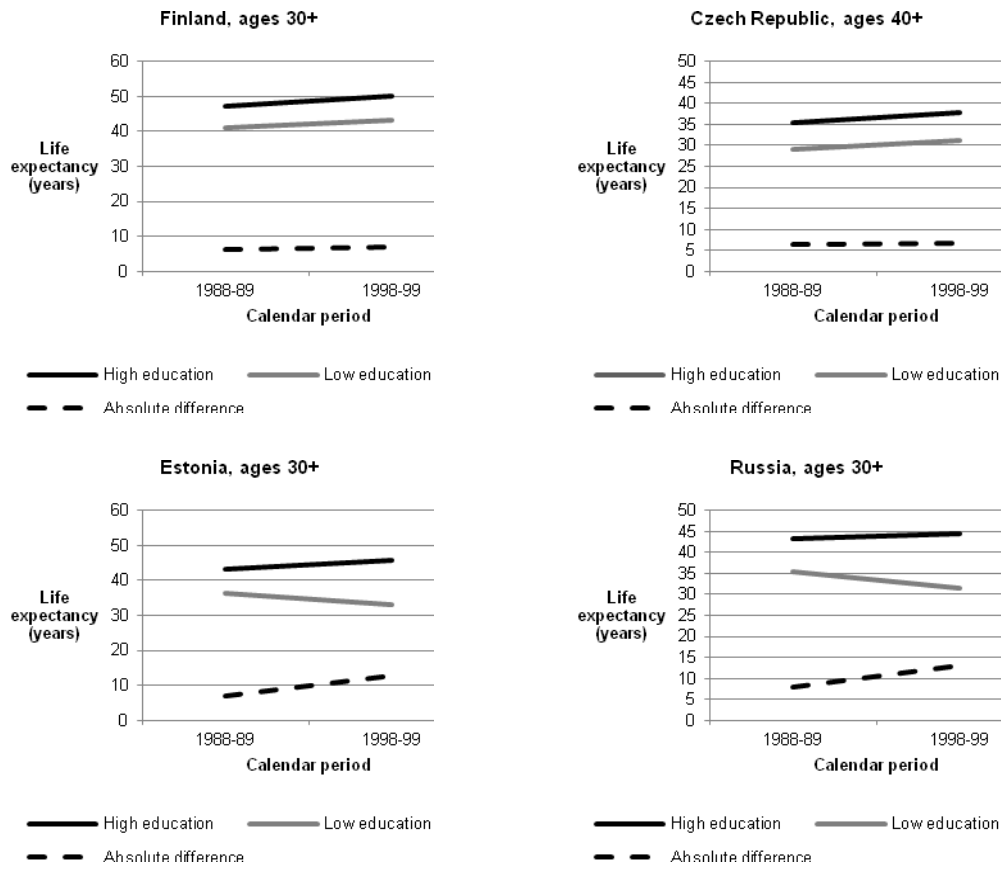 Finland, ages 30+
60
50
40
30
20
10
0
Life
expectancy
(years)
1988-89 1998-99
Calendar period
High education Low education
Absolute difference
Czech Republic, ages 40+
50
45
40
35
30
25
20
15
10
5
0
Life
expectancy
(years)
1988-89 1998-99
Calendar period
High education Low education
Absolute difference
Estonia, ages 30+
60
50
40
30
20
10
0
Life
expectancy
(years)
1988-89 1998-99
Calendar period
High education Low education
Absolute difference
Russia, ages 30+
50
45
40
35
30
25
20
15
10
5
0
Life
expectancy
(years)
1988-89 1998-99
Calendar period
High education Low education
Absolute difference